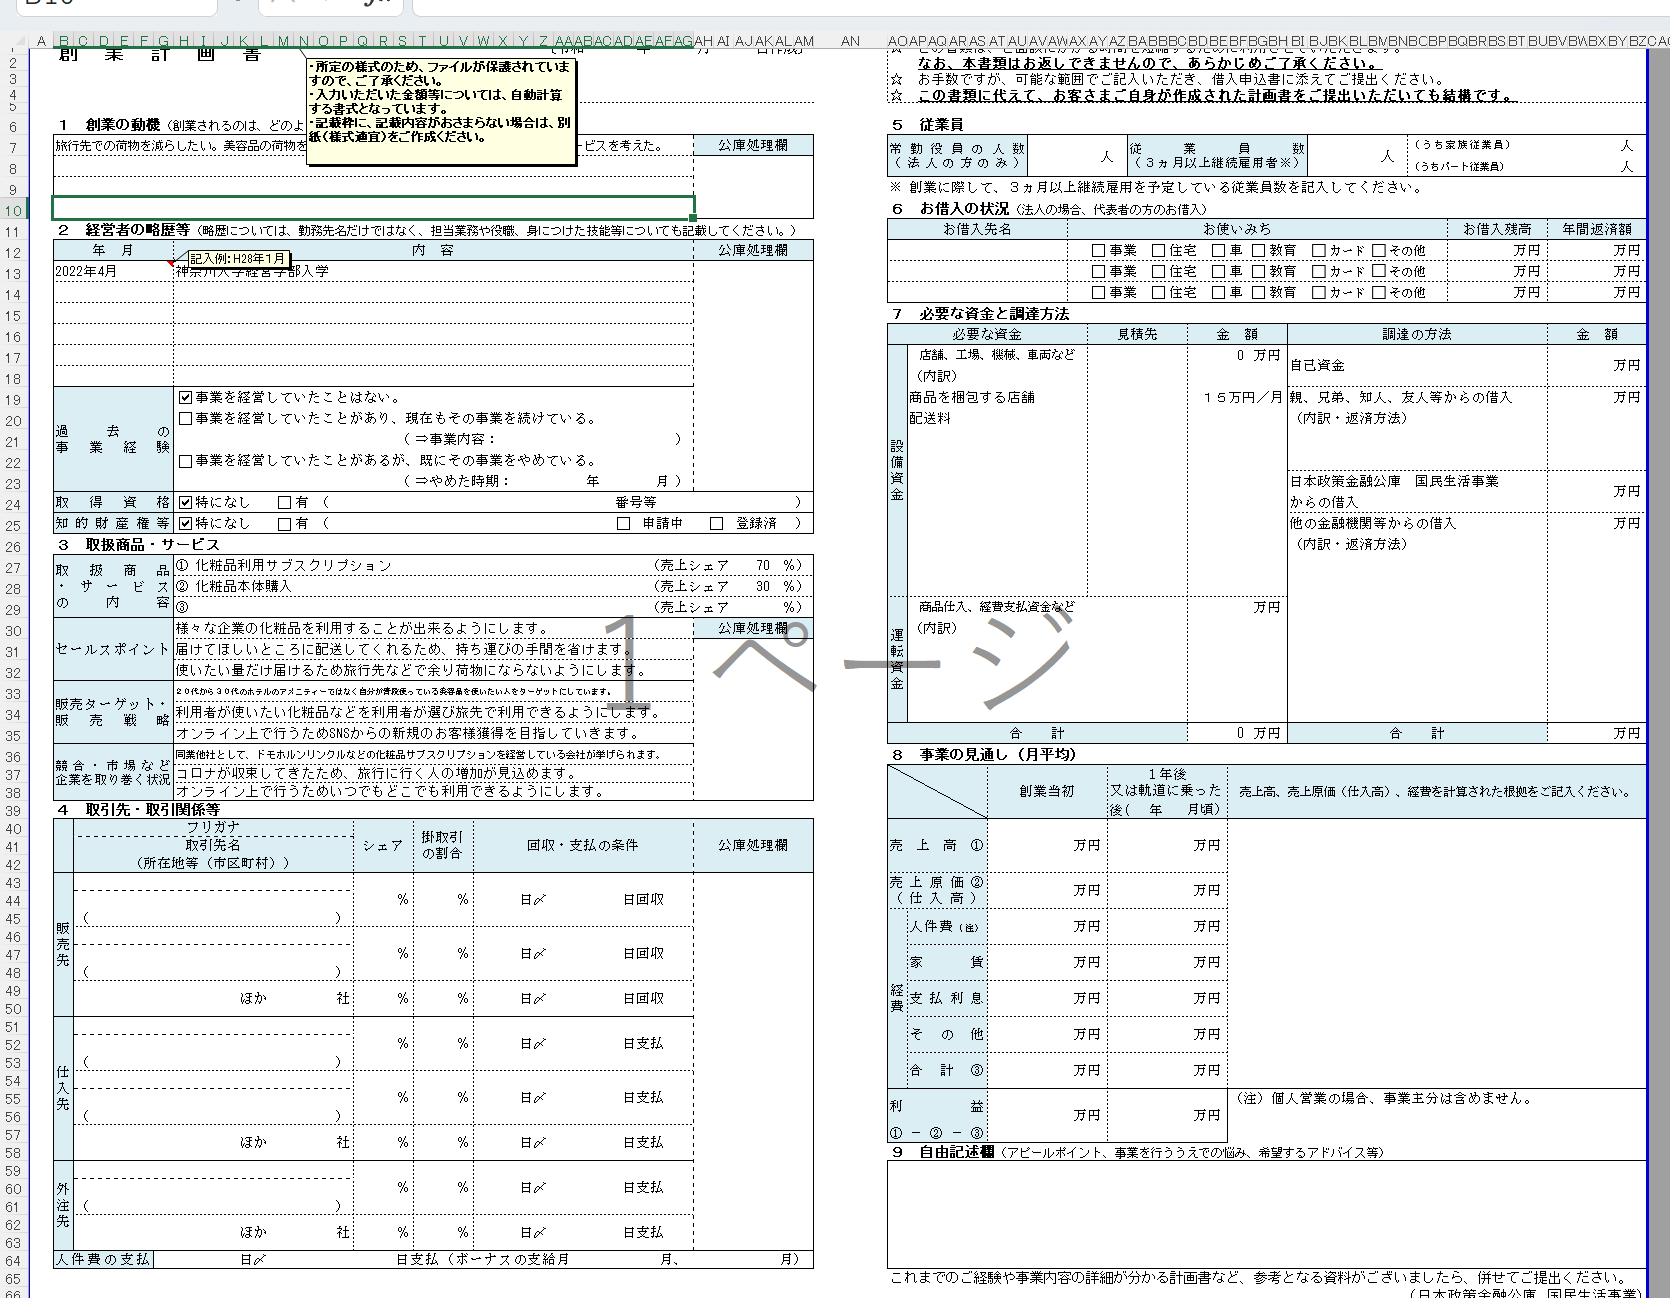 創 業 計 画 書
・所定の様式のため、ファイルが保護されていま
すので、ご了承ください。
・入力いただいた金額等については、自動計算
する書式となっています。
・記載枠に、記載内容がおさまらない場合は、別
紙（様式適宜）をご作成ください。
1 創業の動機（創業されるのは、どのよ
旅行先での荷物を減らしたい。美容品の荷物を
ービスを考えた。
公庫処理欄
2 経営者の略歴等（略歴については、勤務先名だけではなく、担当業務や役職、身につけた技能等についても記載してください。）
年 月 内 容 公庫処理欄
記入例:H28年1月
2022年4月 神奈川大学経営学部入学
過去の事業経験
☑事業を経営していたことはない。
□事業を経営していたことがあり、現在もその事業を続けている。
（⇒事業内容： ）
□事業を経営していたことがあるが、既にその事業をやめている。
（⇒やめた時期： 年 月）
取得資格 ☑特になし □有（ 番号等 ）
知的財産権等 ☑特になし □有（ □ 申請中 □ 登録済 ）
3 取扱商品・サービス
取扱商品・サービスの内容
① 化粧品利用サブスクリプション （売上シェア 70 %）
② 化粧品本体購入 （売上シェア 30 %）
③ （売上シェア %）
公庫処理欄
セールスポイント
様々な企業の化粧品を利用することが出来るようにします。
届けてほしいところに配送してくれるため、持ち運びの手間を省けます。
使いたい量だけ届けるため旅行先などで余り荷物にならないようにします。
販売ターゲット・販売戦略
２０代から３０代のホテルのアメニティーではなく自分が普段使っている美容品を使いたい人をターゲットにしています。
利用者が使いたい化粧品などを利用者が選び旅先で利用できるようにします。
オンライン上で行うためSNSからの新規のお客様獲得を目指していきます。
競合・市場など企業を取り巻く状況
同業他社として、ドモホルンリンクルなどの化粧品サブスクリプションを経営している会社が挙げられます。
コロナが収束してきたため、旅行に行く人の増加が見込めます。
オンライン上で行うためいつでもどこでも利用できるようにします。
4 取引先・取引関係等
フリガナ
取引先名
（所在地等（市区町村））
シェア
掛取引の割合
回収・支払の条件
公庫処理欄
販売先
% % 日〆 日回収
（ ）
% % 日〆 日回収
（ ）
ほか 社 % % 日〆 日回収
仕入先
% % 日〆 日支払
（ ）
% % 日〆 日支払
（ ）
ほか 社 % % 日〆 日支払
外注先
% % 日〆 日支払
（ ）
ほか 社 % % 日〆 日支払
人件費の支払 日〆 日支払（ボーナスの支給月 月、 月）
なお、本書類はお返しできませんので、あらかじめご了承ください。
☆ お手数ですが、可能な範囲でご記入いただき、借入申込書に添えてご提出ください。
☆ この書類に代えて、お客さまご自身が作成された計画書をご提出いただいても結構です。
5 従業員
常勤役員の人数（法人の方のみ） 人
従業員数（３ヵ月以上継続雇用者※） 人
（うち家族従業員） 人
（うちパート従業員） 人
※ 創業に際して、３ヵ月以上継続雇用を予定している従業員数を記入してください。
6 お借入の状況（法人の場合、代表者の方のお借入）
お借入先名 お使いみち お借入残高 年間返済額
□事業 □住宅 □車 □教育 □カード □その他 万円 万円
□事業 □住宅 □車 □教育 □カード □その他 万円 万円
□事業 □住宅 □車 □教育 □カード □その他 万円 万円
7 必要な資金と調達方法
必要な資金 見積先 金 額 調達の方法 金 額
設備資金
店舗、工場、機械、車両など 0 万円
（内訳）
商品を梱包する店舗 １５万円／月
配送料
自己資金 万円
親、兄弟、知人、友人等からの借入 万円
（内訳・返済方法）
日本政策金融公庫 国民生活事業
からの借入 万円
他の金融機関等からの借入 万円
（内訳・返済方法）
運転資金
商品仕入、経費支払資金など 万円
（内訳）
合 計 0 万円 合 計 万円
1 ページ
8 事業の見通し（月平均）
創業当初
１年後
又は軌道に乗った
後（ 年 月頃）
売上高、売上原価（仕入高）、経費を計算された根拠をご記入ください。
売上高① 万円 万円
売上原価②（仕入高） 万円 万円
経費
人件費（注） 万円 万円
家賃 万円 万円
支払利息 万円 万円
その他 万円 万円
合計③ 万円 万円
利益
①－②－③ 万円 万円
（注）個人営業の場合、事業主分は含めません。
9 自由記述欄（アピールポイント、事業を行ううえでの悩み、希望するアドバイス等）
これまでのご経験や事業内容の詳細が分かる計画書など、参考となる資料がございましたら、併せてご提出ください。
（日本政策金融公庫 国民生活事業）